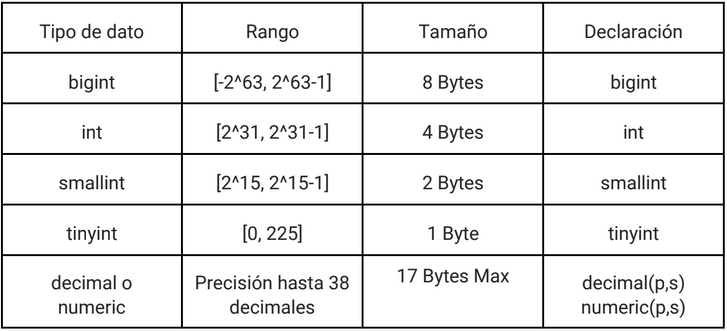 Tipo de dato Rango Tamaño Declaración
bigint [-2^63, 2^63-1] 8 Bytes bigint
int [2^31, 2^31-1] 4 Bytes int
smallint [2^15, 2^15-1] 2 Bytes smallint
tinyint [0, 225] 1 Byte tinyint
decimal o Precisión hasta 38 17 Bytes Max decimal(p,s)
numeric decimales numeric(p,s)